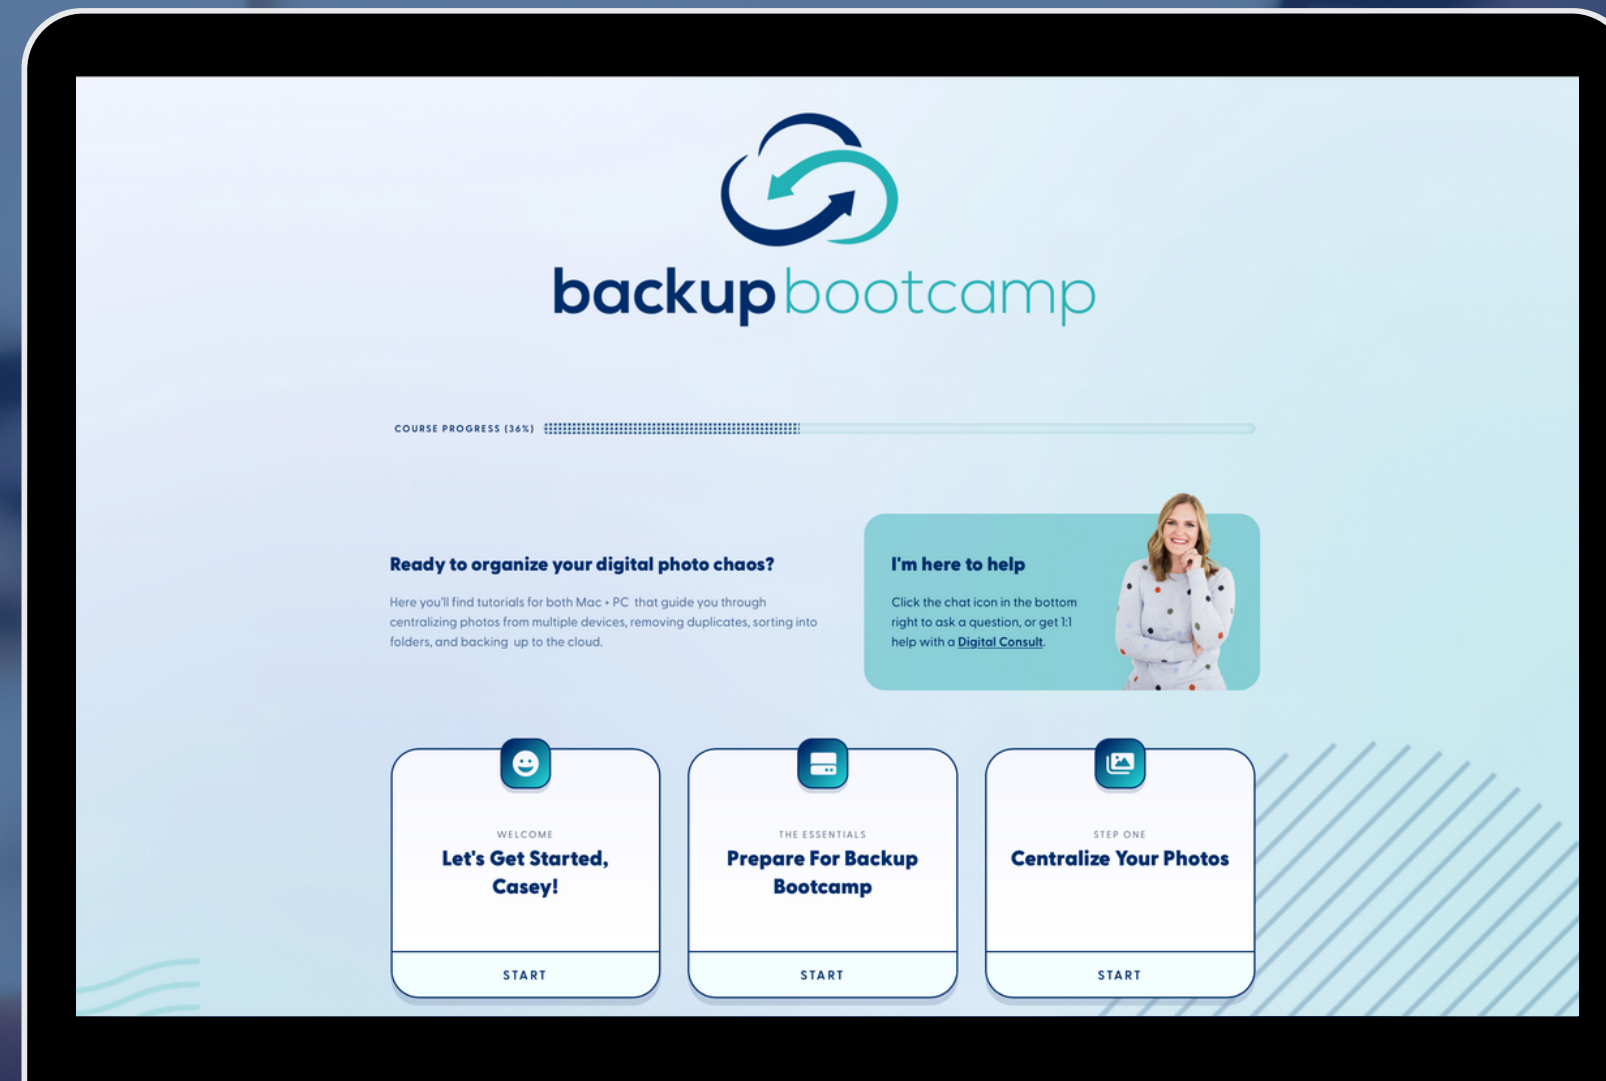 backup bootcamp
COURSE PROGRESS (36%)
Ready to organize your digital photo chaos?
Here you'll find tutorials for both Mac + PC that guide you through
centralizing photos from multiple devices, removing duplicates, sorting into
folders, and backing up to the cloud.
I'm here to help
Click the chat icon in the bottom
right to ask a question, or get 1:1
help with a Digital Consult.
WELCOME
Let's Get Started,
Casey!
START
THE ESSENTIALS
Prepare For Backup
Bootcamp
START
STEP ONE
Centralize Your Photos
START